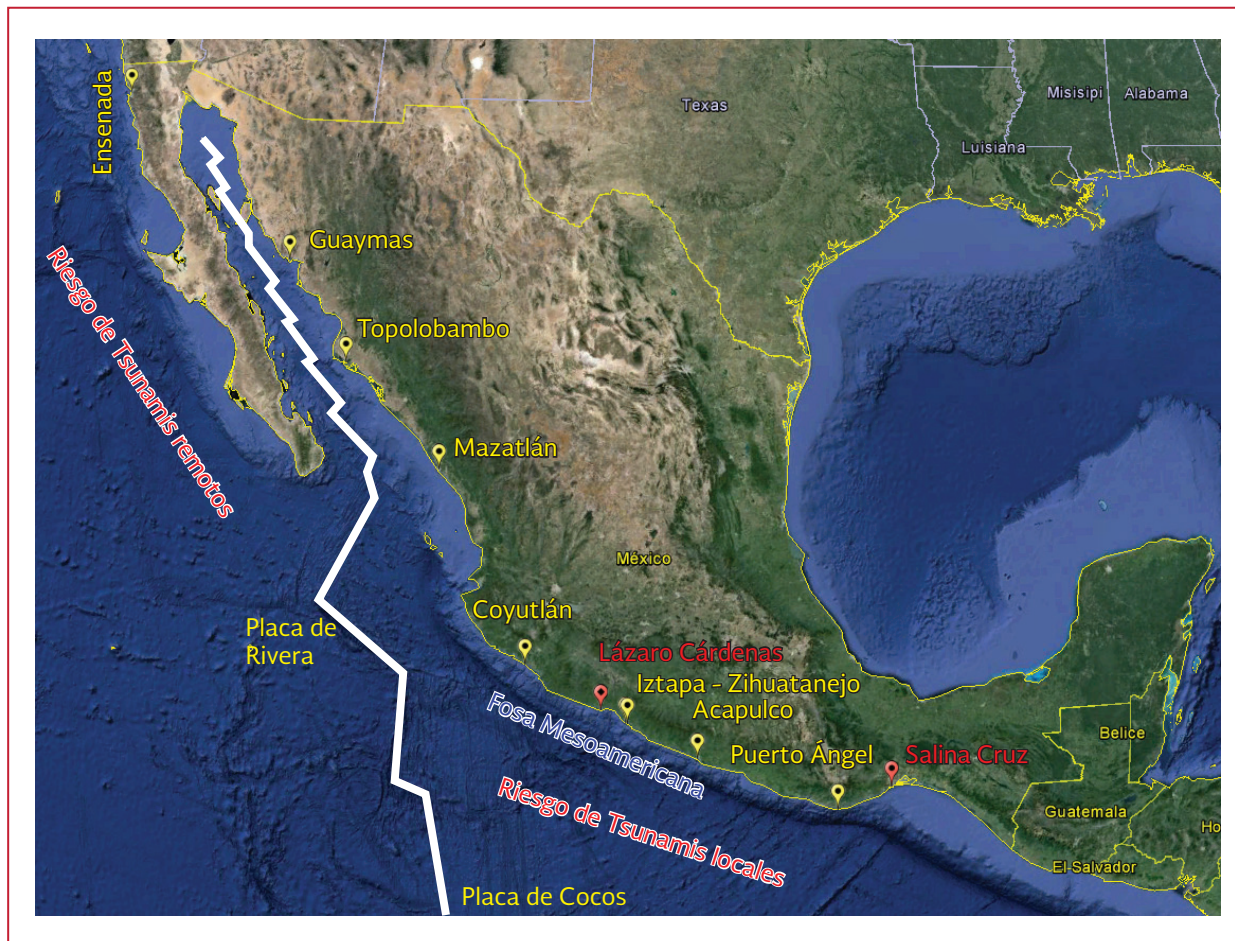 Ensenada
Texas
Misisipi
Alabama
Luisiana
Guaymas
Riesgo de Tsunamis remotos
Topolobambo
Mazatlán
México
Coyutlán
Placa de
Rivera
Lázaro Cárdenas
Iztapa - Zihuatanejo
Acapulco
Fosa Mesoamericana
Puerto Ángel
Salina Cruz
Belice
Riesgo de Tsunamis locales
Guatemala
Ho
El Salvador
Placa de Cocos